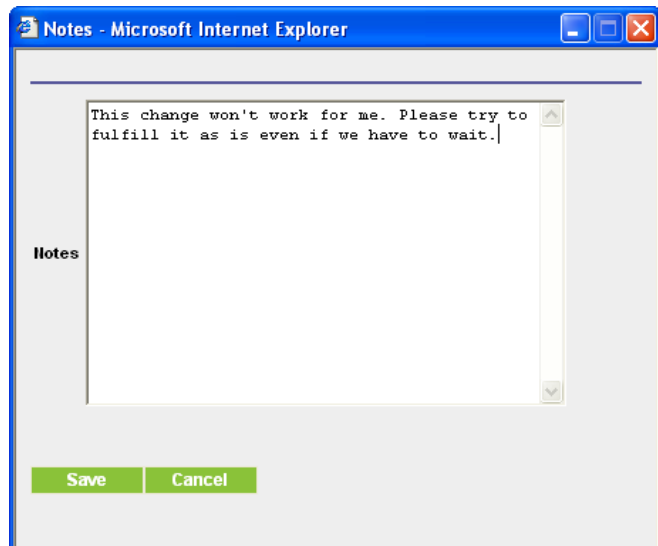 Notes - Microsoft Internet Explorer
This change won't work for me. Please try to
fulfill it as is even if we have to wait.
Notes
Save
Cancel